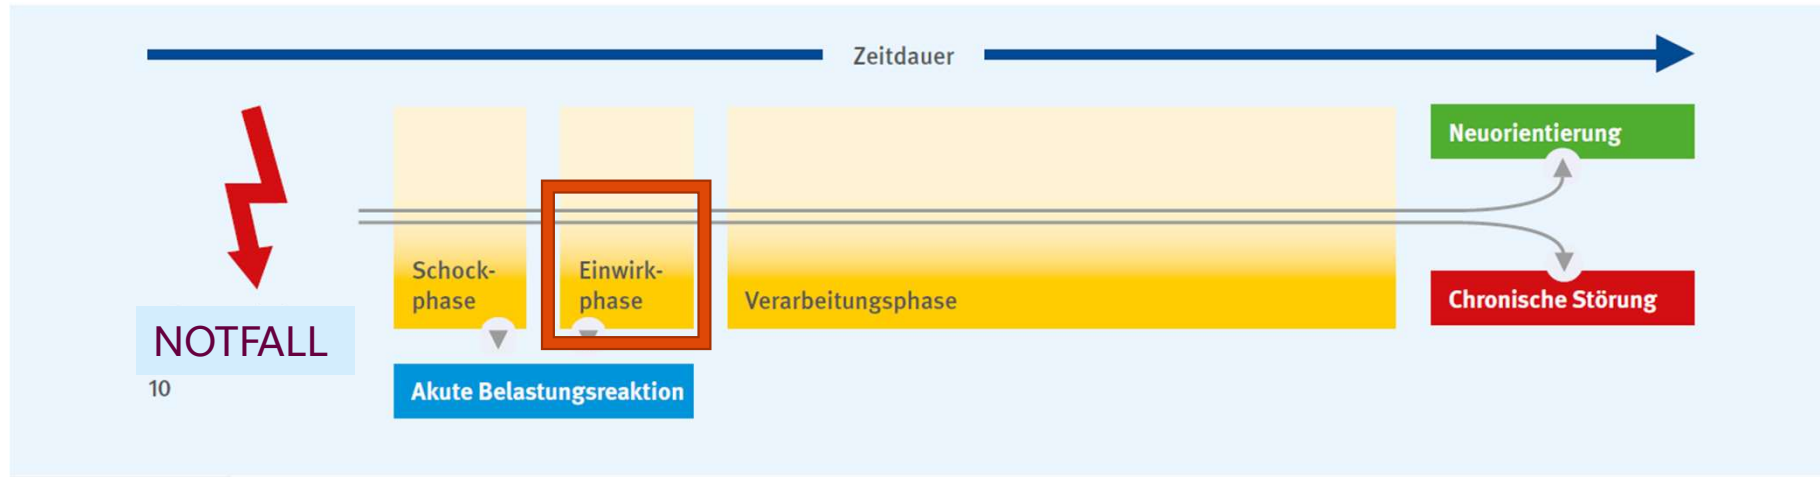 Zeitdauer
Neuorientierung
Schock-
phase
Einwirk-
phase
Verarbeitungsphase
Chronische Störung
NOTFALL
10
Akute Belastungsreaktion